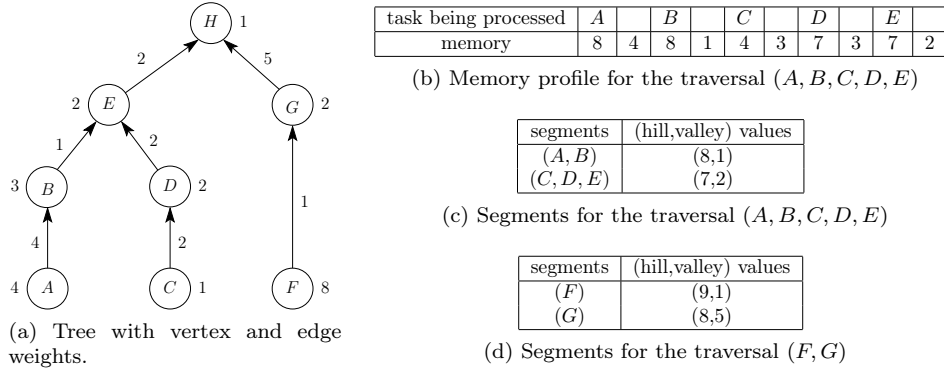 H 1
2 5
2 E G 2
1 2
3 B D 2 1
4 2
4 A C 1 F 8
(a) Tree with vertex and edge
weights.
task being processed A B C D E
memory 8 4 8 1 4 3 7 3 7 2
(b) Memory profile for the traversal (A, B, C, D, E)
segments (hill,valley) values
(A, B) (8,1)
(C, D, E) (7,2)
(c) Segments for the traversal (A, B, C, D, E)
segments (hill,valley) values
(F) (9,1)
(G) (8,5)
(d) Segments for the traversal (F, G)